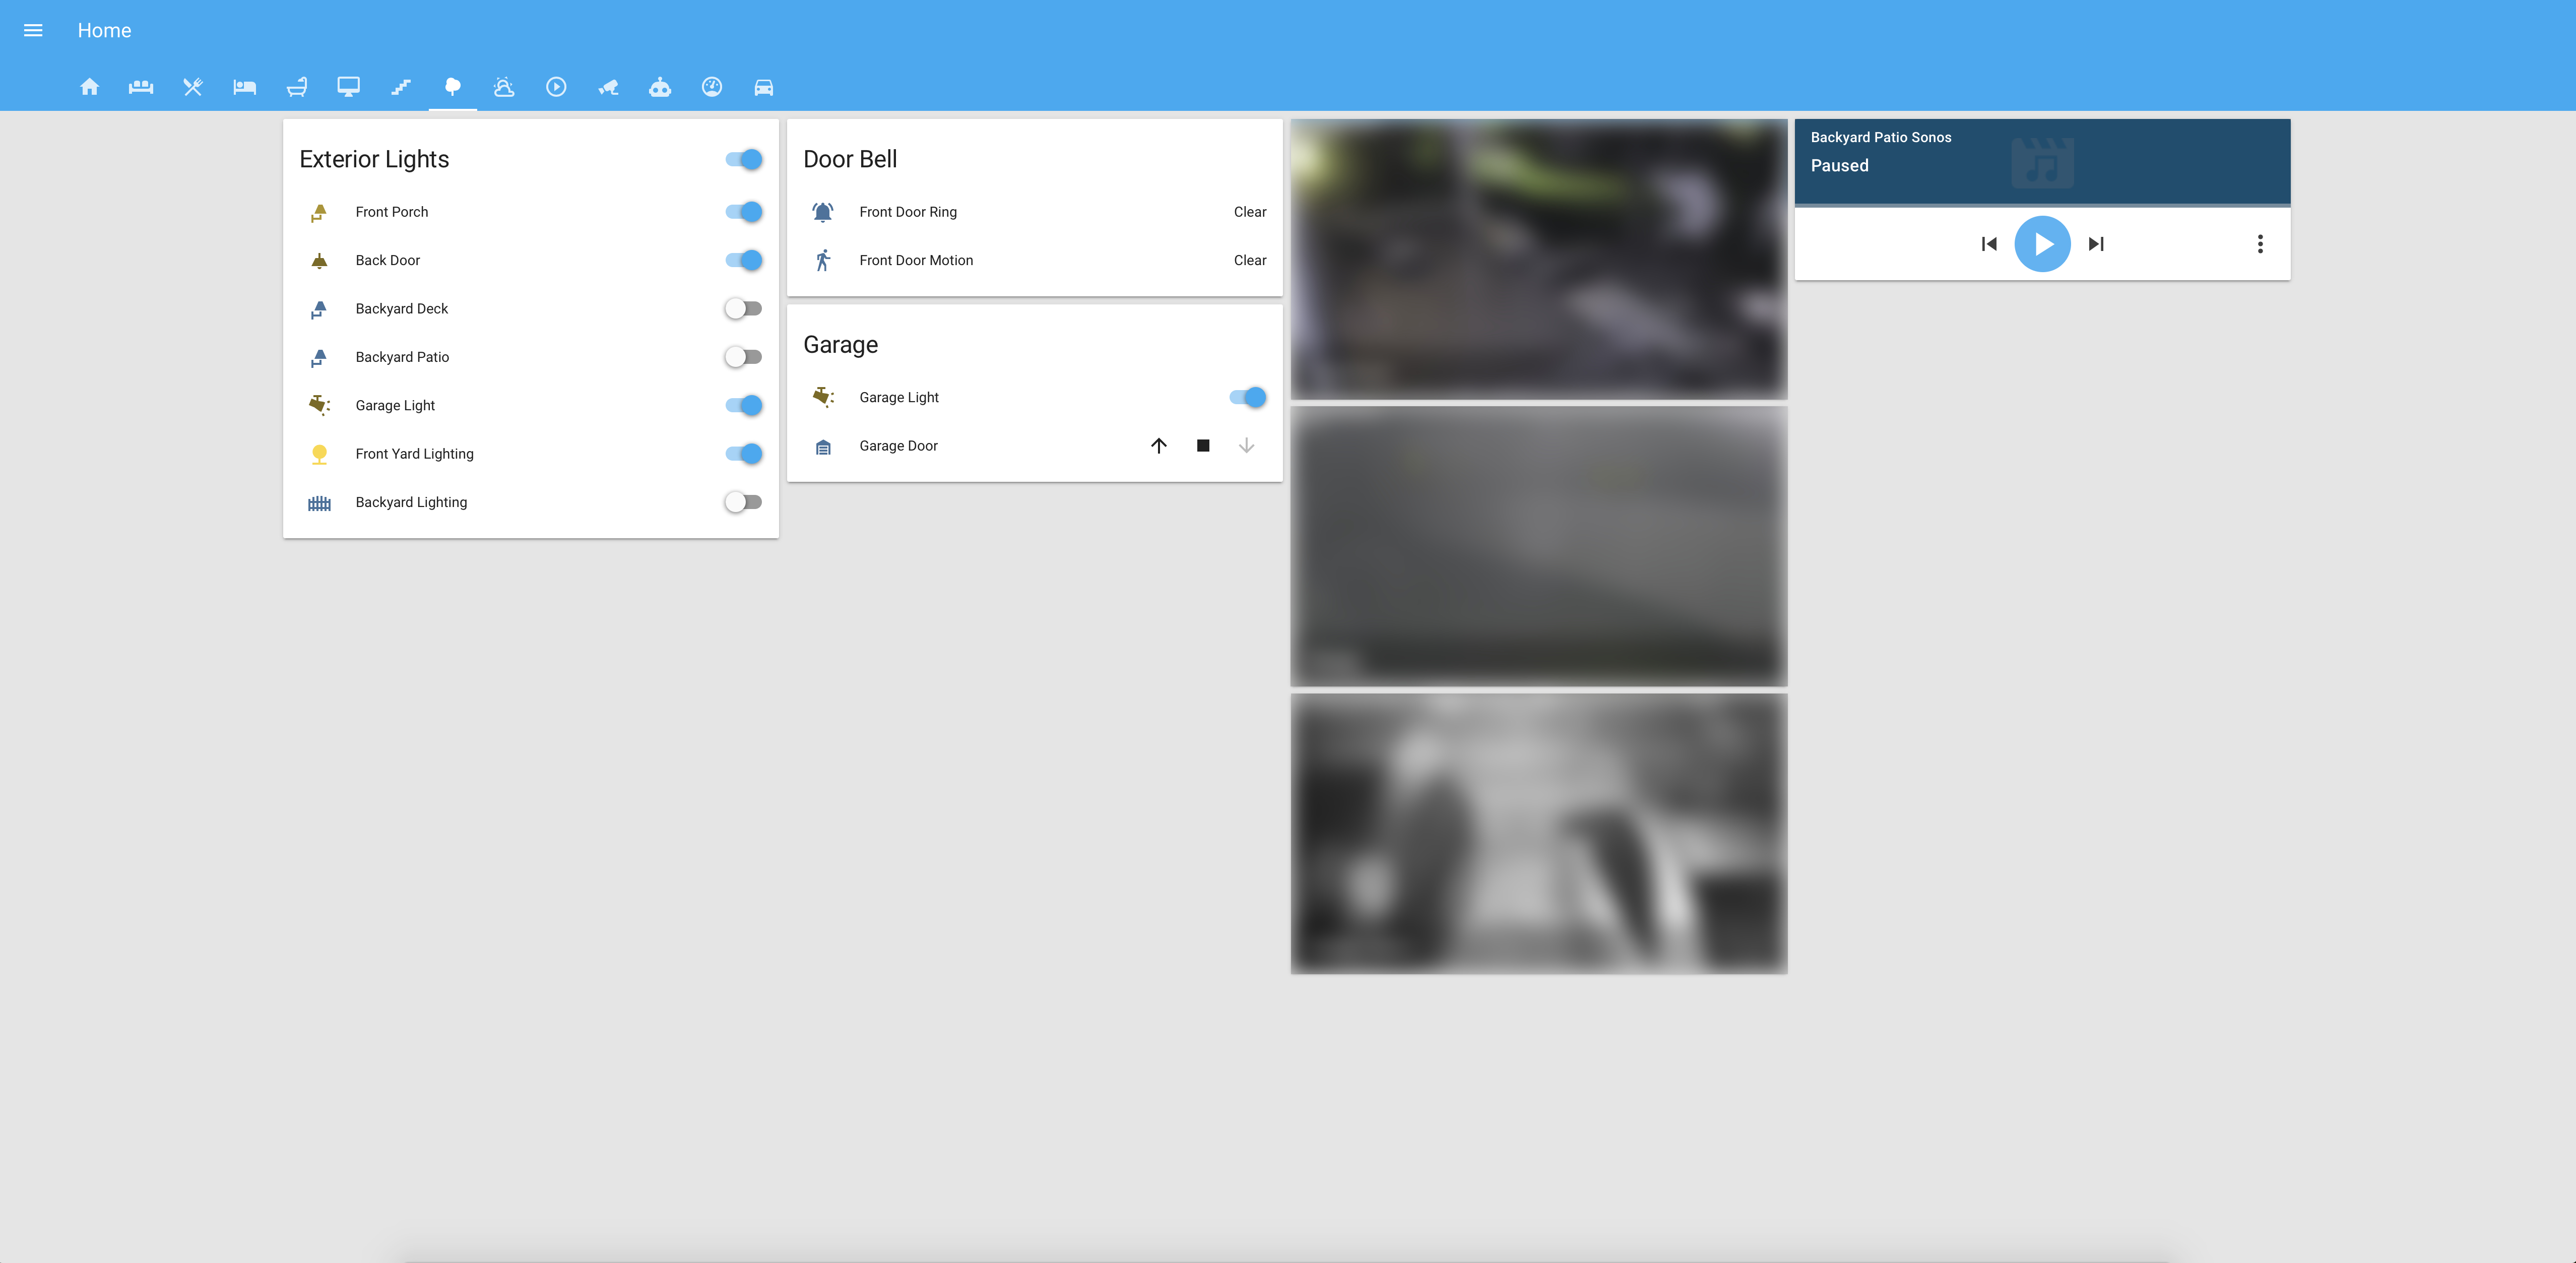 Home
Exterior Lights
Front Porch
Back Door
Backyard Deck
Backyard Patio
Garage Light
Front Yard Lighting
Backyard Lighting
Door Bell
Front Door Ring Clear
Front Door Motion Clear
Garage
Garage Light
Garage Door
Backyard Patio Sonos
Paused